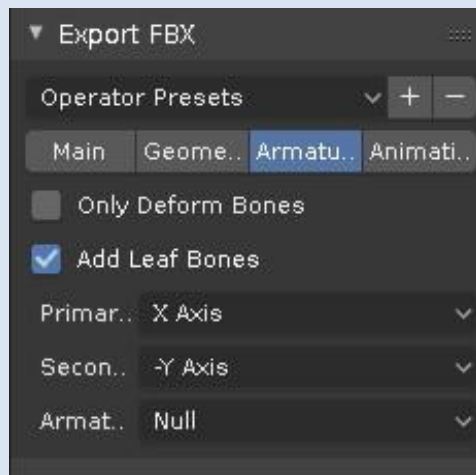 Export FBX
Operator Presets
Main Geome.. Armatu.. Animati..
Only Deform Bones
Add Leaf Bones
Primar.. X Axis
Secon.. -Y Axis
Armat.. Null